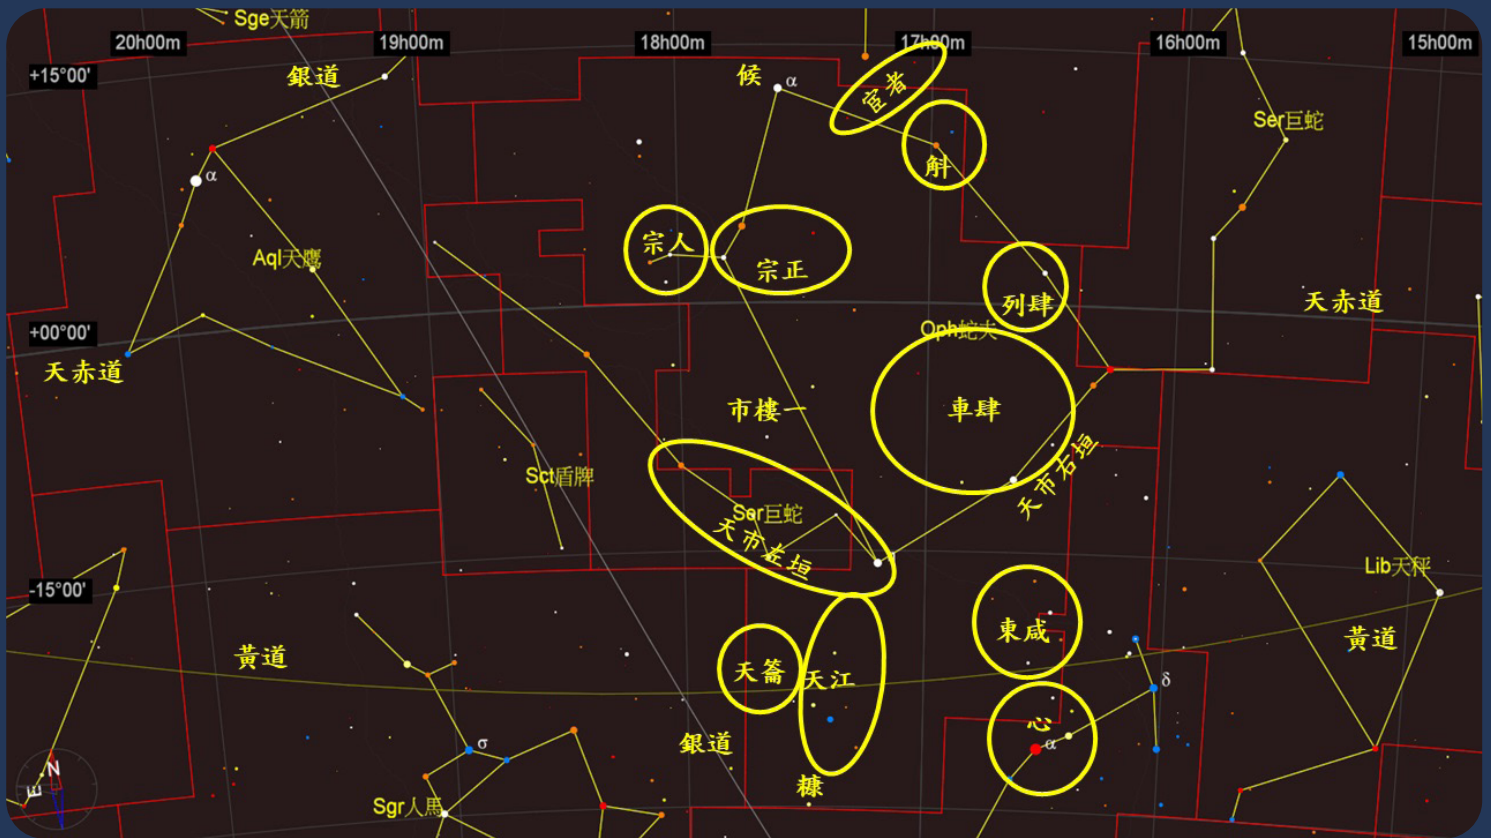 Sge天箭
20h00m
19h00m
18h00m
17h00m
16h00m
15h00m
+15°00'
銀道
候
α
宦者
斛
Ser巨蛇
α
宗人
宗正
Aql天鷹
列肆
天赤道
Oph蛇夫
+00°00'
天赤道
市樓一
車肆
天市右垣
Sct盾牌
Ser巨蛇
天市左垣
Lib天秤
-15°00'
東咸
黃道
黃道
天籥
天江
δ
心
α
銀道
σ
糠
Sgr人馬
N
E